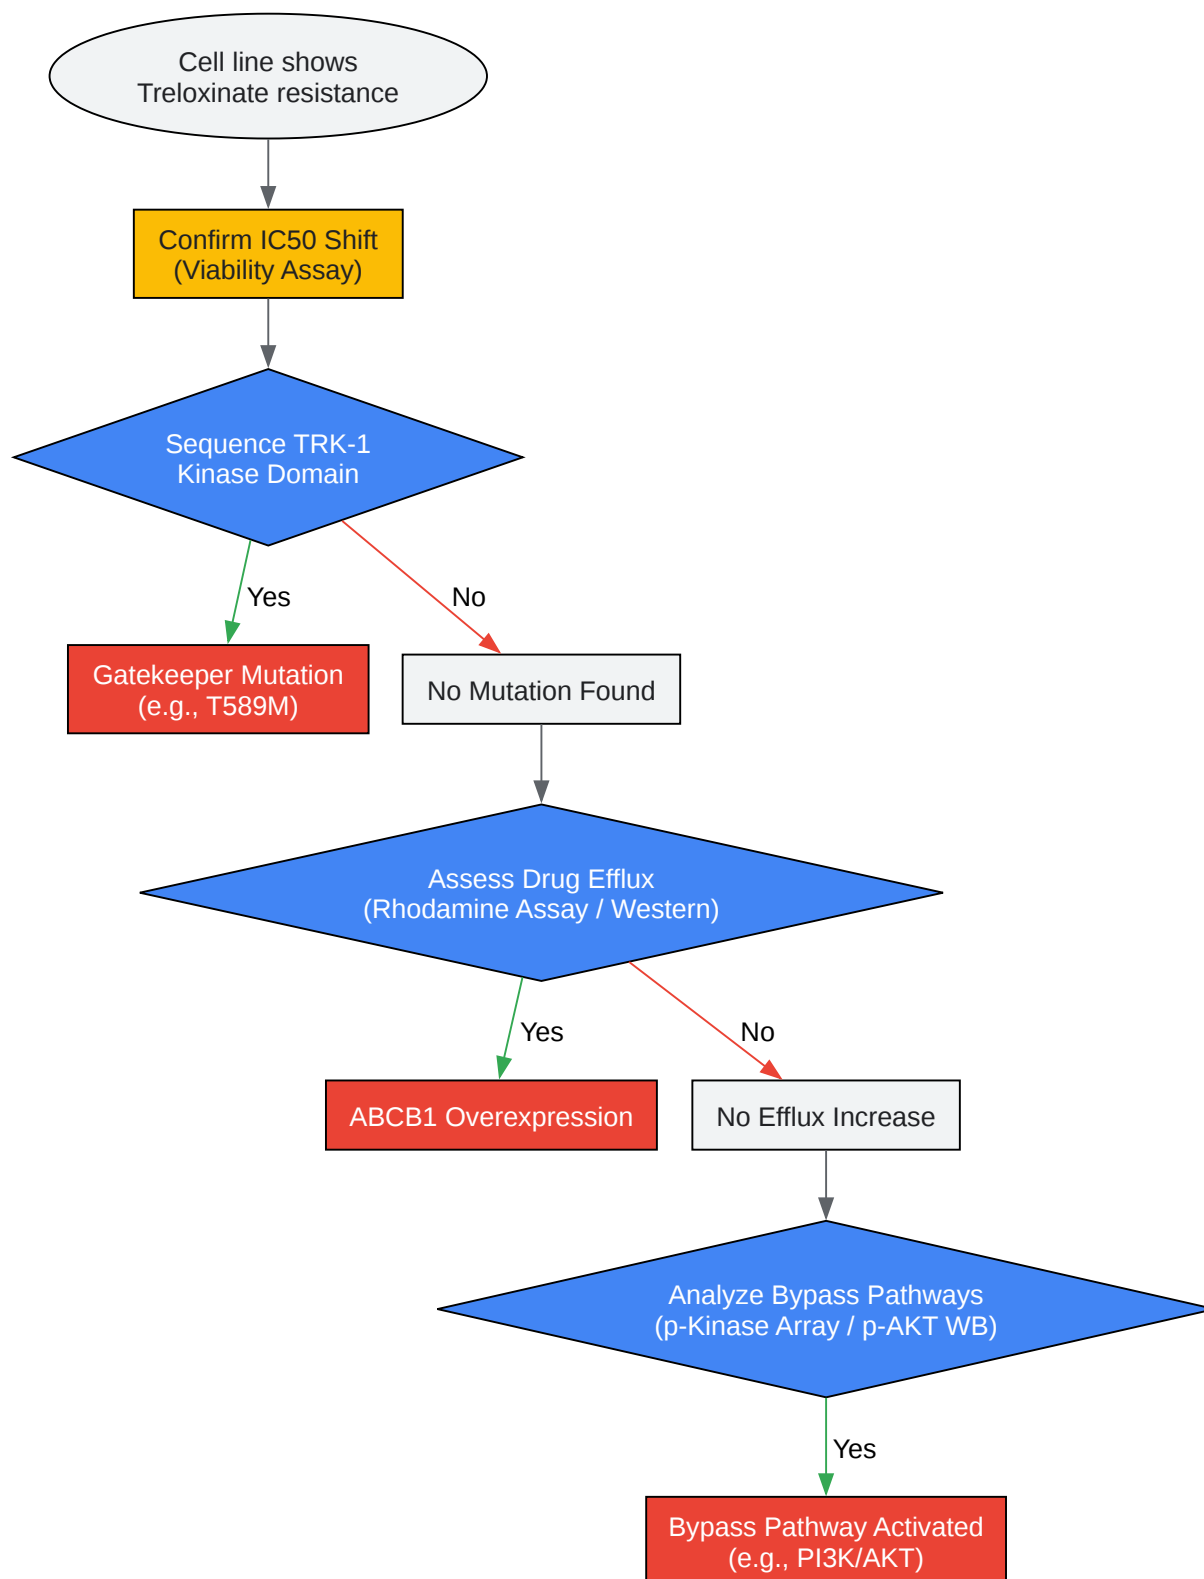 Cell line shows
Treloxinate resistance
Confirm IC50 Shift
(Viability Assay)
Sequence TRK-1
Kinase Domain
Yes
No
Gatekeeper Mutation
(e.g., T589M)
No Mutation Found
Assess Drug Efflux
(Rhodamine Assay / Western)
Yes
No
ABCB1 Overexpression
No Efflux Increase
Analyze Bypass Pathways
(p-Kinase Array / p-AKT WB)
Yes
Bypass Pathway Activated
(e.g., PI3K/AKT)